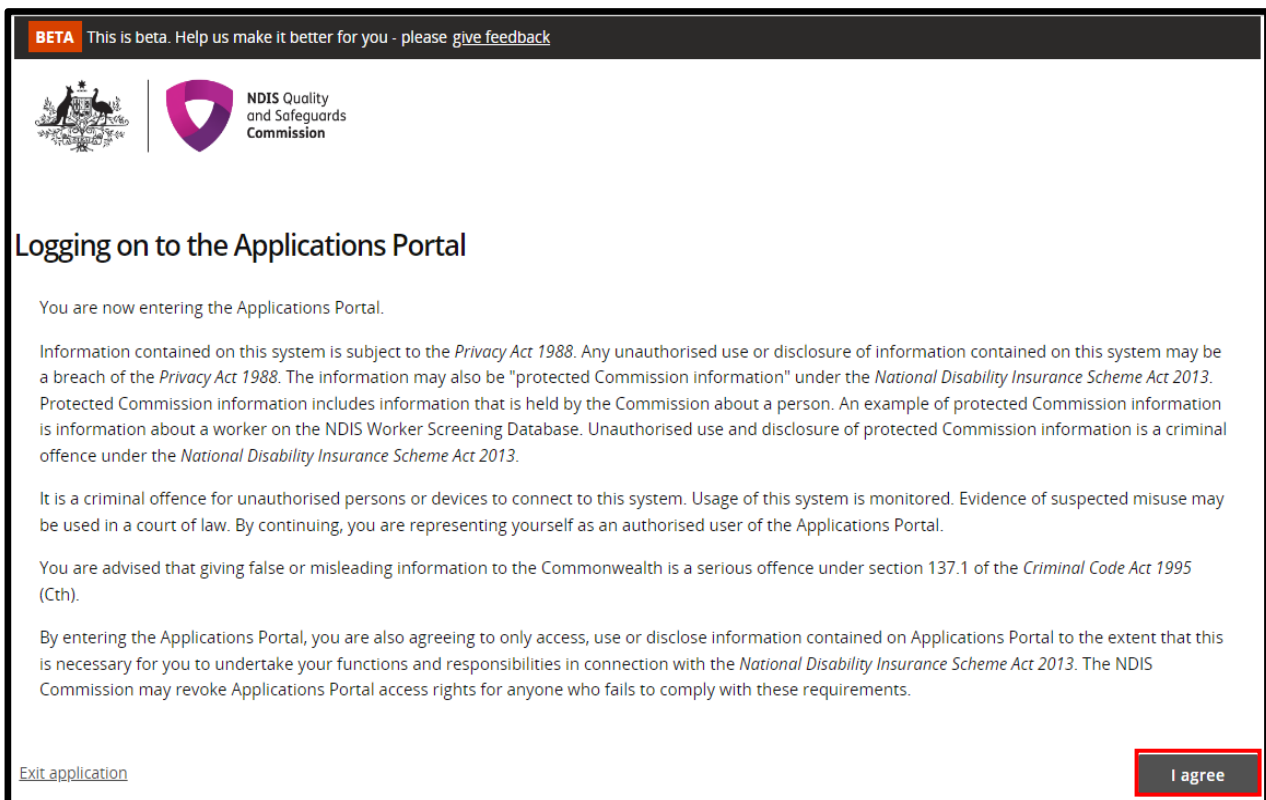 BETA This is beta. Help us make it better for you - please give feedback
NDIS Quality
and Safeguards
Commission
Logging on to the Applications Portal
You are now entering the Applications Portal.
Information contained on this system is subject to the Privacy Act 1988. Any unauthorised use or disclosure of information contained on this system may be
a breach of the Privacy Act 1988. The information may also be "protected Commission information" under the National Disability Insurance Scheme Act 2013.
Protected Commission information includes information that is held by the Commission about a person. An example of protected Commission information
is information about a worker on the NDIS Worker Screening Database. Unauthorised use and disclosure of protected Commission information is a criminal
offence under the National Disability Insurance Scheme Act 2013.
It is a criminal offence for unauthorised persons or devices to connect to this system. Usage of this system is monitored. Evidence of suspected misuse may
be used in a court of law. By continuing, you are representing yourself as an authorised user of the Applications Portal.
You are advised that giving false or misleading information to the Commonwealth is a serious offence under section 137.1 of the Criminal Code Act 1995
(Cth).
By entering the Applications Portal, you are also agreeing to only access, use or disclose information contained on Applications Portal to the extent that this
is necessary for you to undertake your functions and responsibilities in connection with the National Disability Insurance Scheme Act 2013. The NDIS
Commission may revoke Applications Portal access rights for anyone who fails to comply with these requirements.
Exit application
I agree